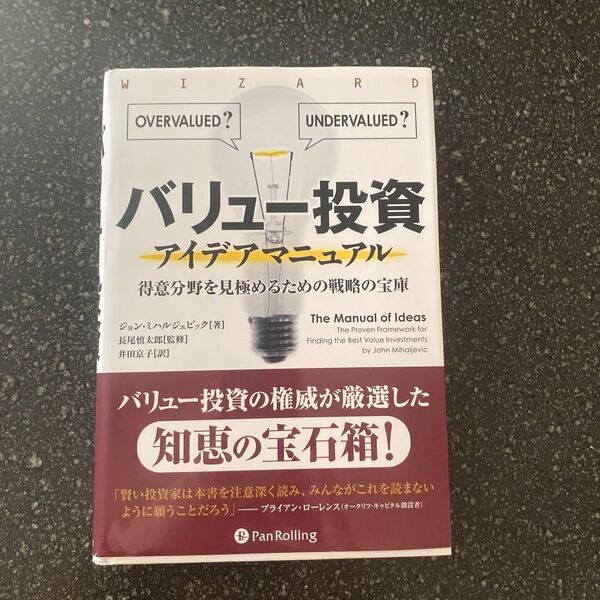 WIZARD
OVERVALUED?
UNDERVALUED?
バリュー投資
アイデアマニュアル
得意分野を見極めるための戦略の宝庫
ジョン・ミハルジェビック[著]
長尾慎太郎[監修]
井田京子[訳]
The Manual of Ideas
The Proven Framework for
Finding the Best Value Investments
by John Mihaljevic
バリュー投資の権威が厳選した
知恵の宝石箱!
「賢い投資家は本書を注意深く読み、みんながこれを読まない
ように願うことだろう」——ブライアン・ローレンス(オークリフ・キャピタル創設者)
PanRolling